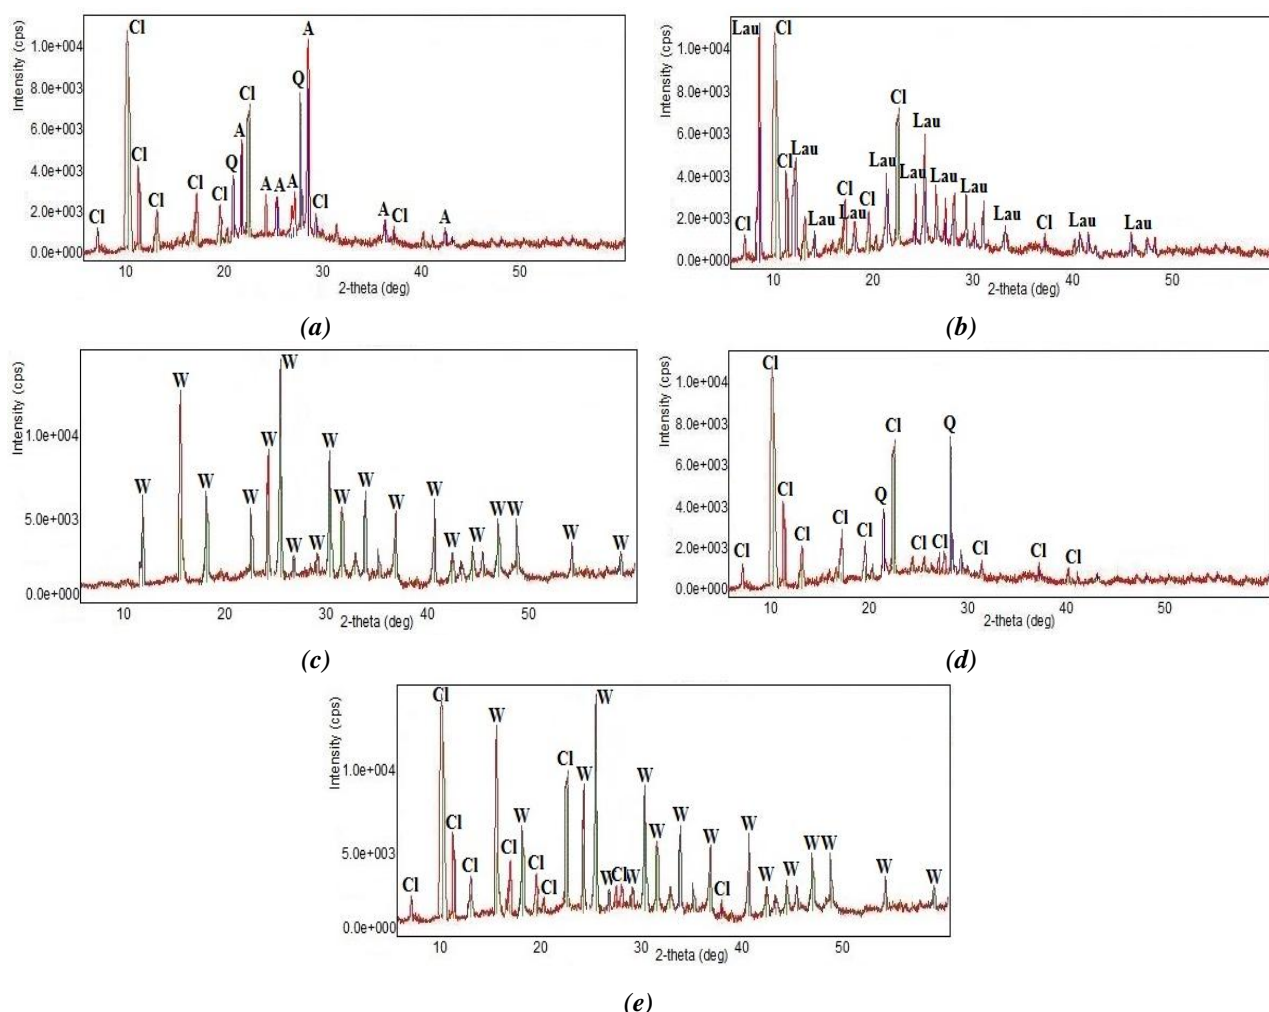 Intensity (cps)
1.0e+004
8.0e+003
6.0e+003
4.0e+003
2.0e+003
0.0e+000
Cl Cl Cl Cl Cl Cl Q A Cl A A A Q A Cl A Cl A
10 20 30 40 50
2-theta (deg)
(a)
Intensity (cps)
1.0e+004
8.0e+003
6.0e+003
4.0e+003
2.0e+003
0.0e+000
Cl Lau Cl Cl Lau Lau Cl Lau Cl Lau Cl Lau Lau Lau Lau Lau Cl Lau Lau
10 20 30 40 50
2-theta (deg)
(b)
Intensity (cps)
1.0e+004
5.0e+003
0.0e+000
W W W W W W W W W W W W W W W W W W W
10 20 30 40 50
2-theta (deg)
(c)
Intensity (cps)
1.0e+004
8.0e+003
6.0e+003
4.0e+003
2.0e+003
0.0e+000
Cl Cl Cl Cl Cl Cl Q Cl Cl Cl Cl Q Cl Cl Cl
10 20 30 40 50
2-theta (deg)
(d)
Intensity (cps)
1.0e+004
5.0e+003
0.0e+000
Cl Cl Cl Cl W Cl W Cl Cl Cl W W W Cl W W W W W Cl W W W W W W W
10 20 30 40 50
2-theta (deg)
(e)